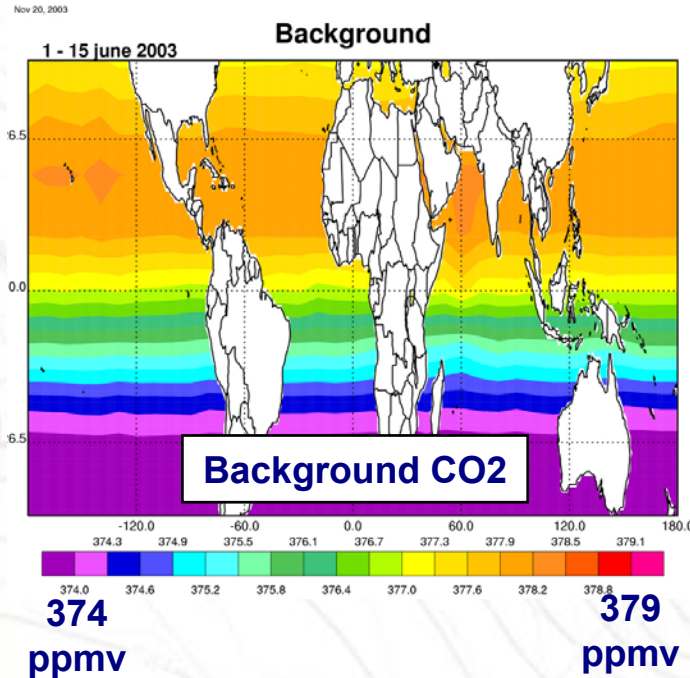 Nov 20, 2003
Background
1 - 15 june 2003
6.5
0.0
6.5
Background CO2
-120.0 -60.0 0.0 60.0 120.0 180.0
374.3 374.9 375.5 376.1 376.7 377.3 377.9 378.5 379.1
374.0 374.6 375.2 375.8 376.4 377.0 377.6 378.2 378.8
374 379
ppmv ppmv